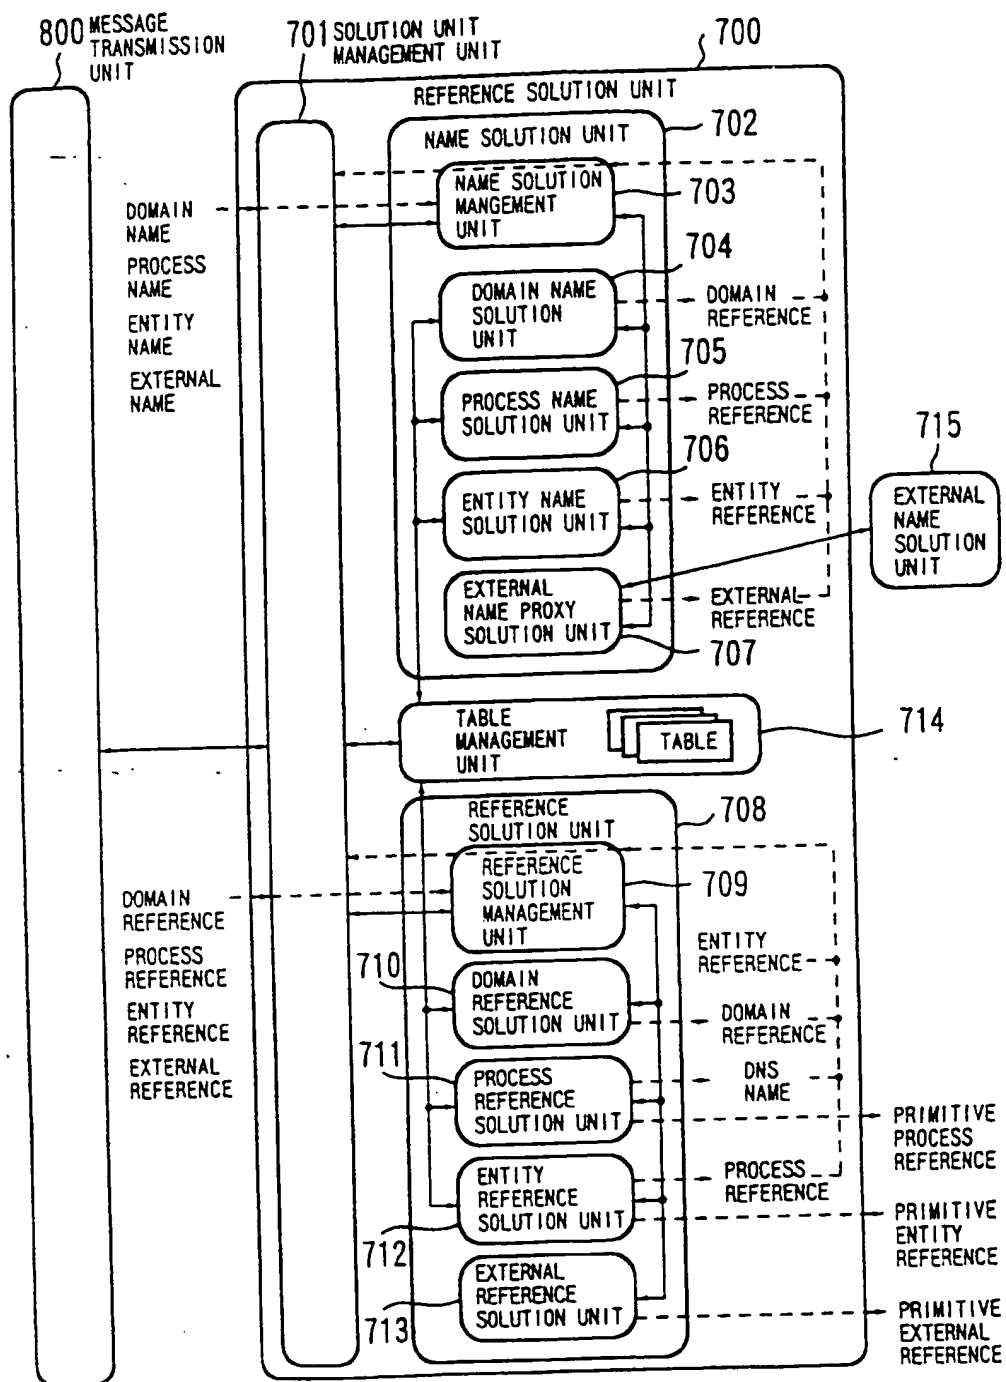 800 MESSAGE
TRANSMISSION
UNIT
701 SOLUTION UNIT
MANAGEMENT UNIT
700
REFERENCE SOLUTION UNIT
NAME SOLUTION UNIT
702
NAME SOLUTION
MANGEMENT
UNIT
703
DOMAIN
NAME
PROCESS
NAME
ENTITY
NAME
EXTERNAL
NAME
704
DOMAIN NAME
SOLUTION
UNIT
DOMAIN
REFERENCE
705
PROCESS NAME
SOLUTION UNIT
PROCESS
REFERENCE
706
ENTITY NAME
SOLUTION UNIT
ENTITY
REFERENCE
715
EXTERNAL
NAME
SOLUTION
UNIT
EXTERNAL
NAME PROXY
SOLUTION UNIT
EXTERNAL
REFERENCE
707
TABLE
MANAGEMENT
UNIT
TABLE
714
REFERENCE
SOLUTION UNIT
708
REFERENCE
SOLUTION
MANAGEMENT
UNIT
709
DOMAIN
REFERENCE
PROCESS
REFERENCE
ENTITY
REFERENCE
EXTERNAL
REFERENCE
ENTITY
REFERENCE
710
DOMAIN
REFERENCE
SOLUTION UNIT
DOMAIN
REFERENCE
711
PROCESS
REFERENCE
SOLUTION UNIT
DNS
NAME
PRIMITIVE
PROCESS
REFERENCE
ENTITY
REFERENCE
SOLUTION UNIT
712
PROCESS
REFERENCE
PRIMITIVE
ENTITY
REFERENCE
EXTERNAL
REFERENCE
SOLUTION UNIT
713
PRIMITIVE
EXTERNAL
REFERENCE